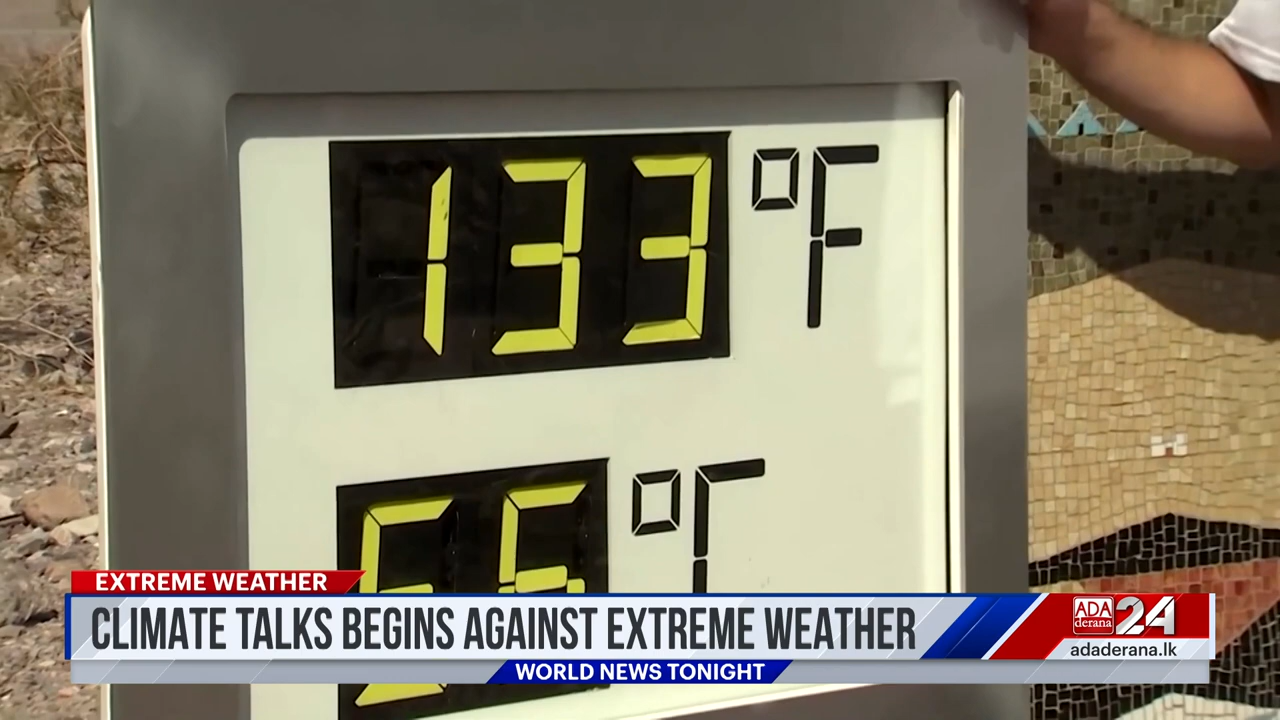 133 °F
°C
EXTREME WEATHER
CLIMATE TALKS BEGINS AGAINST EXTREME WEATHER
ADA
derana
24
adaderana.lk
WORLD NEWS TONIGHT